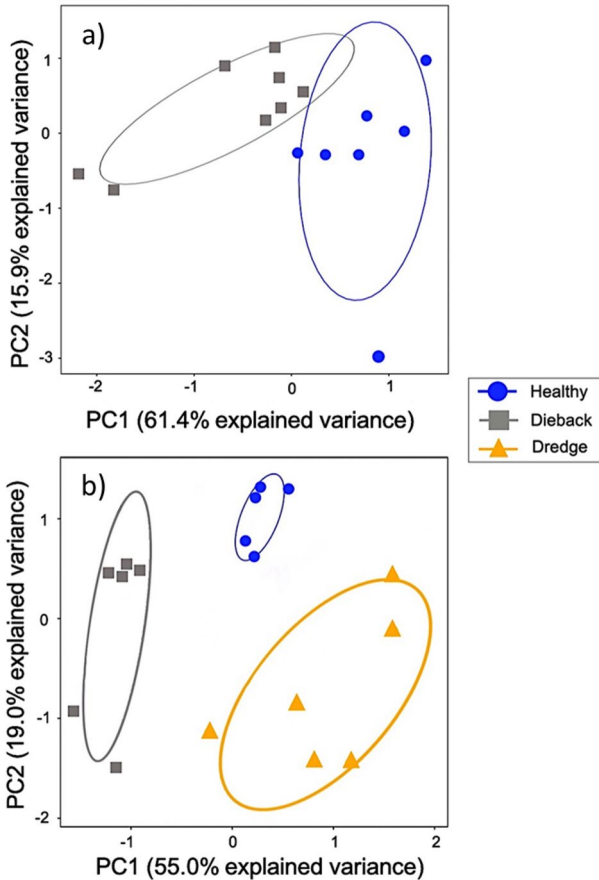 a)
1
0
-1
-2
-3
PC2 (15.9% explained variance)
-2
-1
0
1
PC1 (61.4% explained variance)
Healthy
Dieback
Dredge
b)
1
0
-1
-2
PC2 (19.0% explained variance)
-1
0
1
2
PC1 (55.0% explained variance)